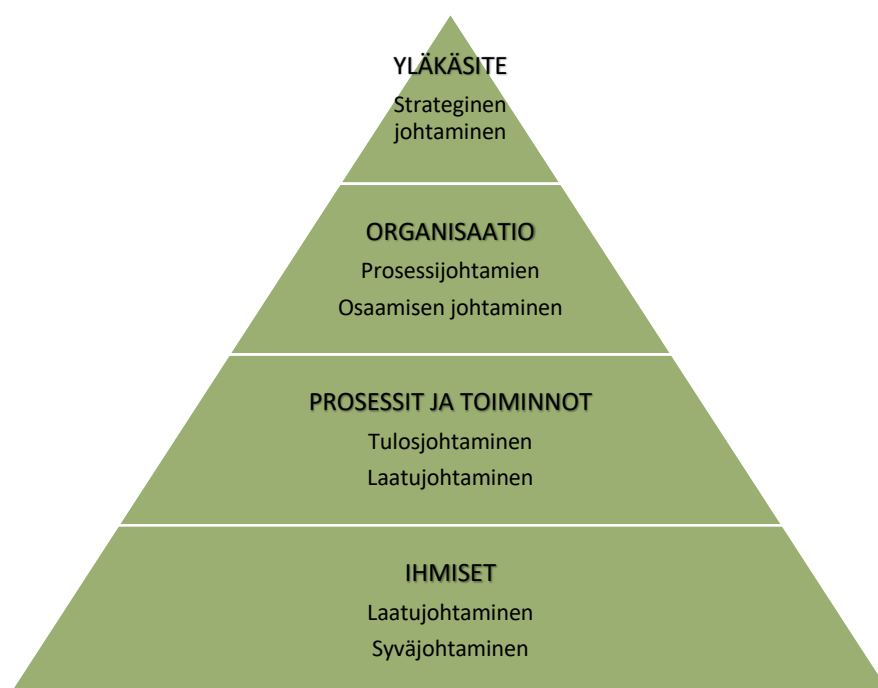 YLÄKÄSITE
Strateginen
johtaminen
ORGANISAATIO
Prosessijohtamien
Osaamisen johtaminen
PROSESSIT JA TOIMINNOT
Tulosjohtaminen
Laatujohtaminen
IHMISET
Laatujohtaminen
Syväjohtaminen